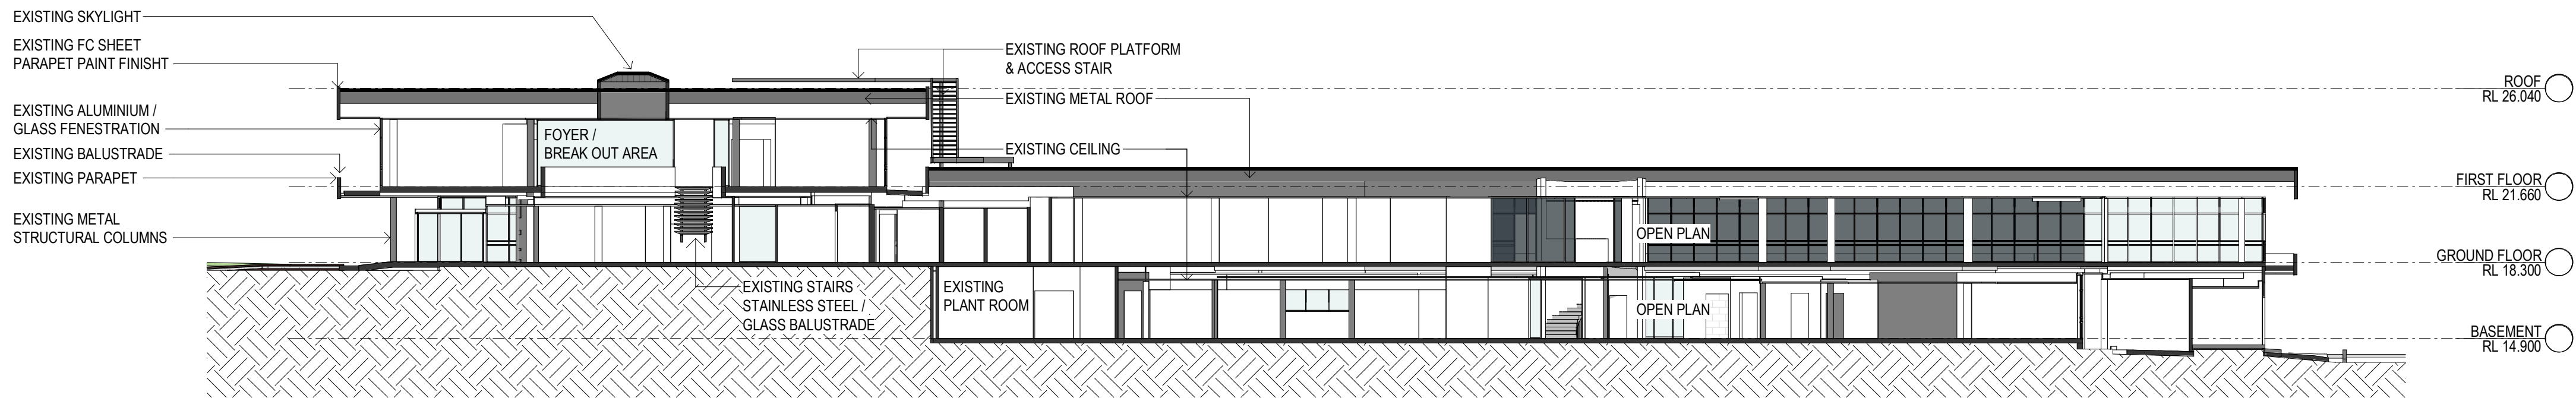 EXISTING SKYLIGHT
EXISTING FC SHEET
PARAPET PAINT FINISHT
EXISTING ALUMINIUM /
GLASS FENESTRATION
EXISTING BALUSTRADE
EXISTING PARAPET
EXISTING METAL
STRUCTURAL COLUMNS
FOYER /
BREAK OUT AREA
EXISTING ROOF PLATFORM
& ACCESS STAIR
EXISTING METAL ROOF
EXISTING CEILING
EXISTING STAIRS
STAINLESS STEEL /
GLASS BALUSTRADE
EXISTING
PLANT ROOM
OPEN PLAN
OPEN PLAN
ROOF
RL 26.040
FIRST FLOOR
RL 21.660
GROUND FLOOR
RL 18.300
BASEMENT
RL 14.900